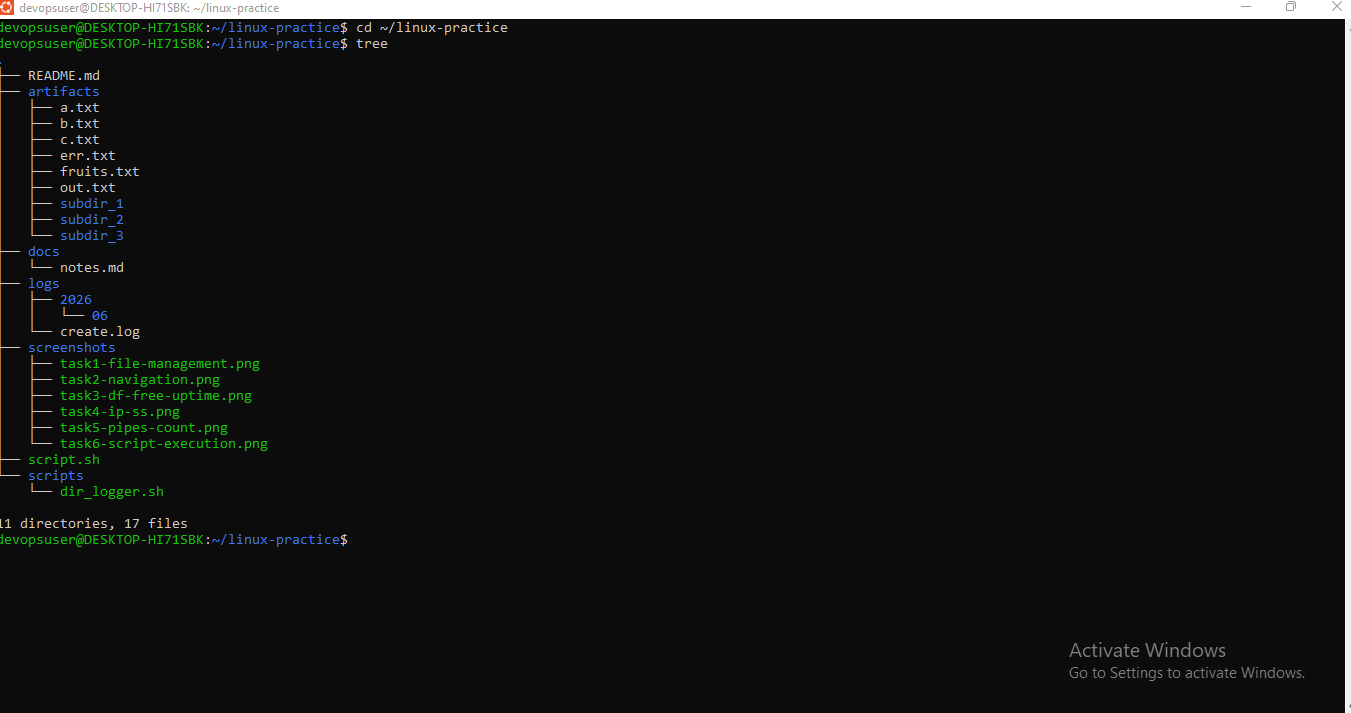 devopsuser@DESKTOP-HI71SBK: ~/linux-practice
devopsuser@DESKTOP-HI71SBK:~/linux-practice$ cd ~/linux-practice
devopsuser@DESKTOP-HI71SBK:~/linux-practice$ tree
.
├── README.md
├── artifacts
│   ├── a.txt
│   ├── b.txt
│   ├── c.txt
│   ├── err.txt
│   ├── fruits.txt
│   ├── out.txt
│   ├── subdir_1
│   ├── subdir_2
│   └── subdir_3
├── docs
│   └── notes.md
├── logs
│   ├── 2026
│   │   └── 06
│   └── create.log
├── screenshots
│   ├── task1-file-management.png
│   ├── task2-navigation.png
│   ├── task3-df-free-uptime.png
│   ├── task4-ip-ss.png
│   ├── task5-pipes-count.png
│   └── task6-script-execution.png
├── script.sh
└── scripts
    └── dir_logger.sh
11 directories, 17 files
devopsuser@DESKTOP-HI71SBK:~/linux-practice$
Activate Windows
Go to Settings to activate Windows.